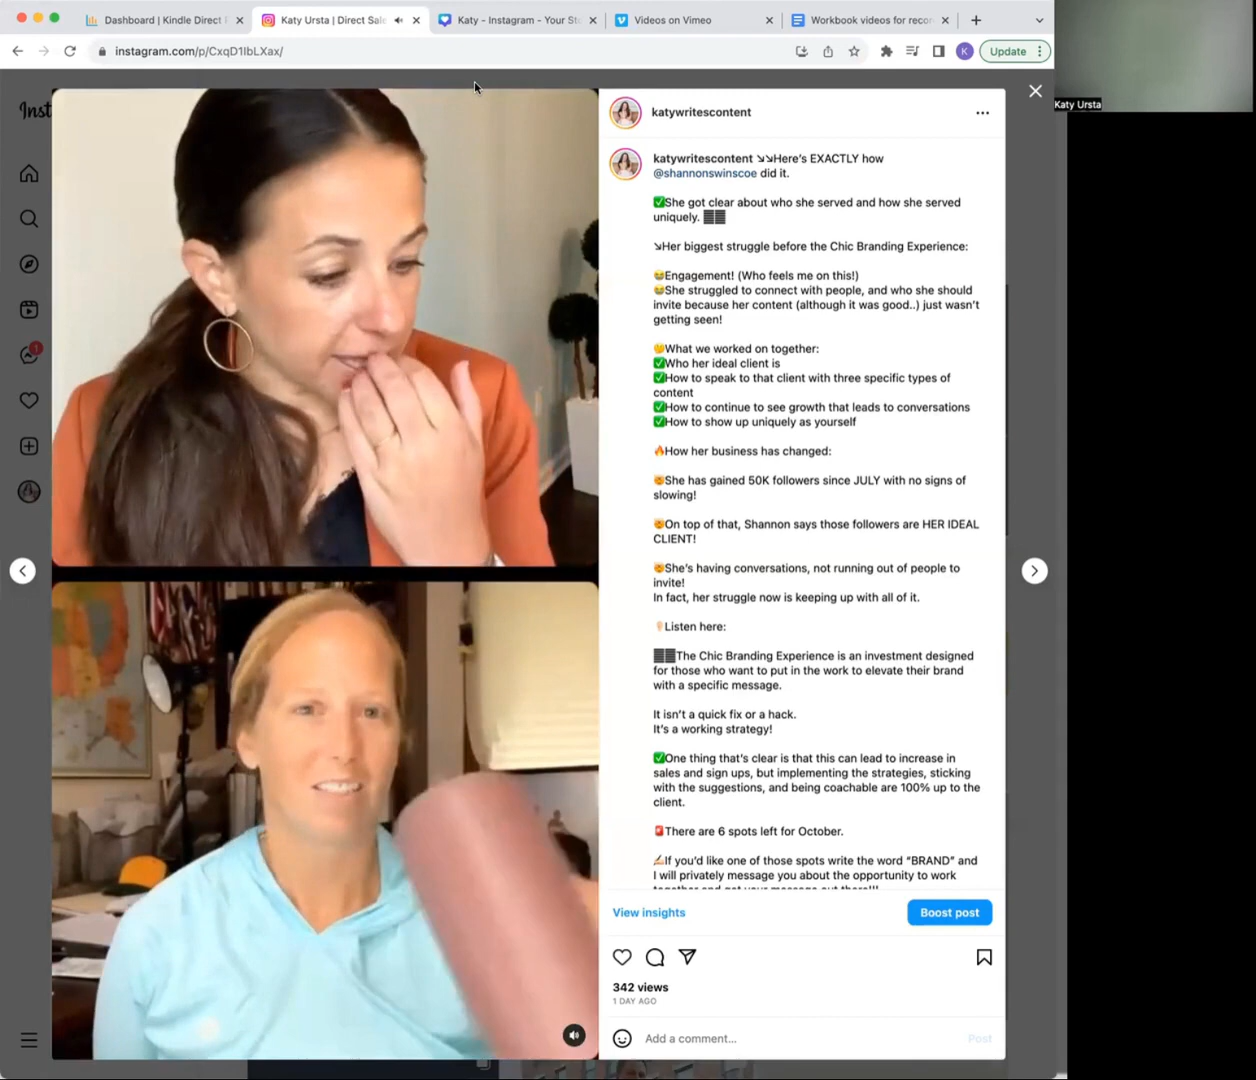 Dashboard | Kindle Direct
Katy Ursta | Direct Sale
Katy - Instagram - Your St
Videos on Vimeo
Workbook videos for recor
instagram.com/p/CxqD1IbLXax/
K
Update
Katy Ursta
Inst
1
katywritescontent
katywritescontent ↘↘Here's EXACTLY how
@shannonswinscoe did it.
✅She got clear about who she served and how she served
uniquely.
↘Her biggest struggle before the Chic Branding Experience:
Engagement! (Who feels me on this!)
She struggled to connect with people, and who she should
invite because her content (although it was good..) just wasn't
getting seen!
What we worked on together:
✅Who her ideal client is
✅How to speak to that client with three specific types of
content
✅How to continue to see growth that leads to conversations
✅How to show up uniquely as yourself
🔥How her business has changed:
She has gained 50K followers since JULY with no signs of
slowing!
On top of that, Shannon says those followers are HER IDEAL
CLIENT!
She's having conversations, not running out of people to
invite!
In fact, her struggle now is keeping up with all of it.
Listen here:
The Chic Branding Experience is an investment designed
for those who want to put in the work to elevate their brand
with a specific message.
It isn't a quick fix or a hack.
It's a working strategy!
✅One thing that's clear is that this can lead to increase in
sales and sign ups, but implementing the strategies, sticking
with the suggestions, and being coachable are 100% up to the
client.
🚨There are 6 spots left for October.
✍If you'd like one of those spots write the word "BRAND" and
I will privately message you about the opportunity to work
together and get your message out there!!!
View insights
Boost post
342 views
1 DAY AGO
Add a comment...
Post